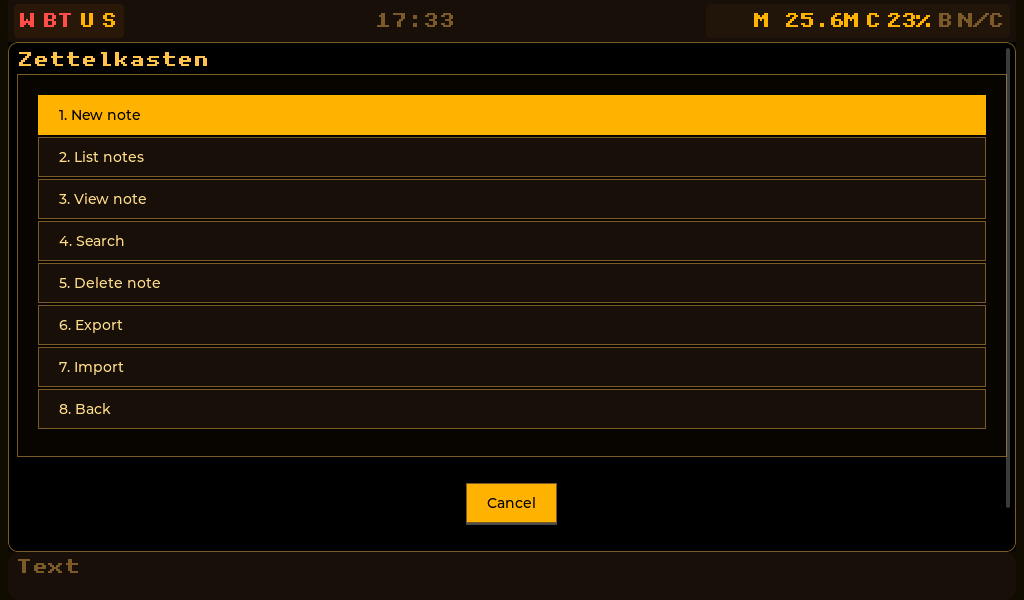 W BT U S 17:33 M 25.6M C 23% B N/C
Zettelkasten
1. New note
2. List notes
3. View note
4. Search
5. Delete note
6. Export
7. Import
8. Back
Cancel
Text